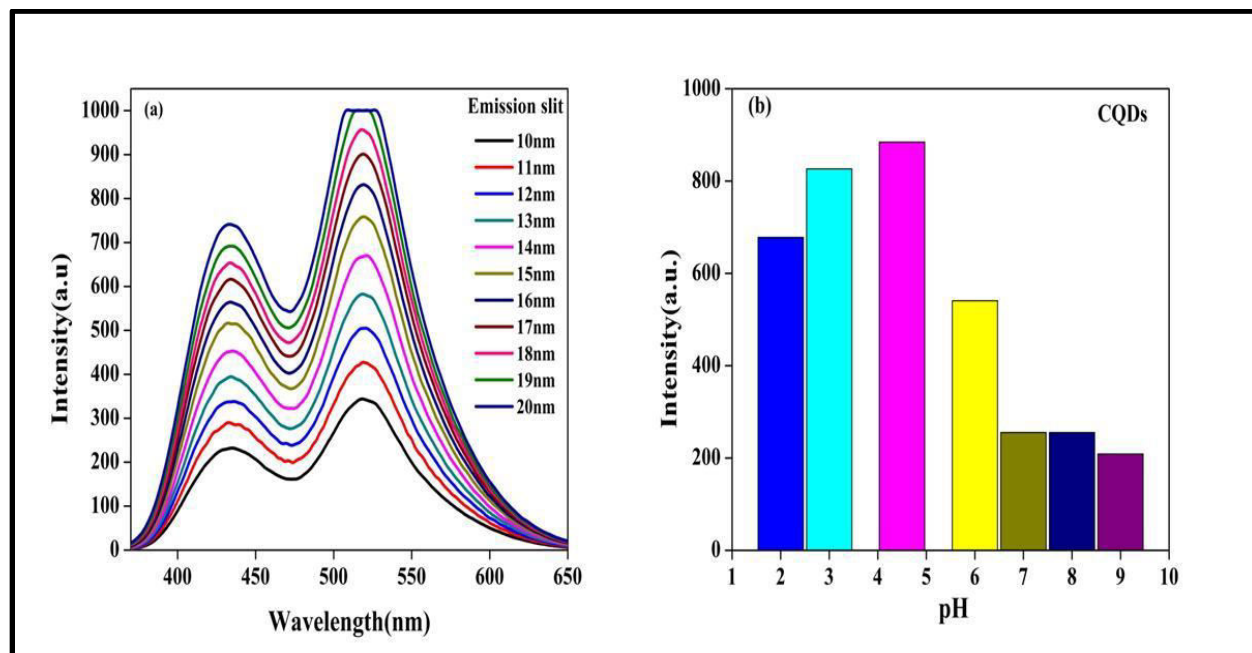 (a)
Emission slit
10nm
11nm
12nm
13nm
14nm
15nm
16nm
17nm
18nm
19nm
20nm
1000
900
800
700
600
500
400
300
200
100
0
400 450 500 550 600 650
Wavelength(nm)
Intensity(a.u)
(b)
CQDs
1000
800
600
400
200
0
1 2 3 4 5 6 7 8 9 10
pH
Intensity(a.u.)